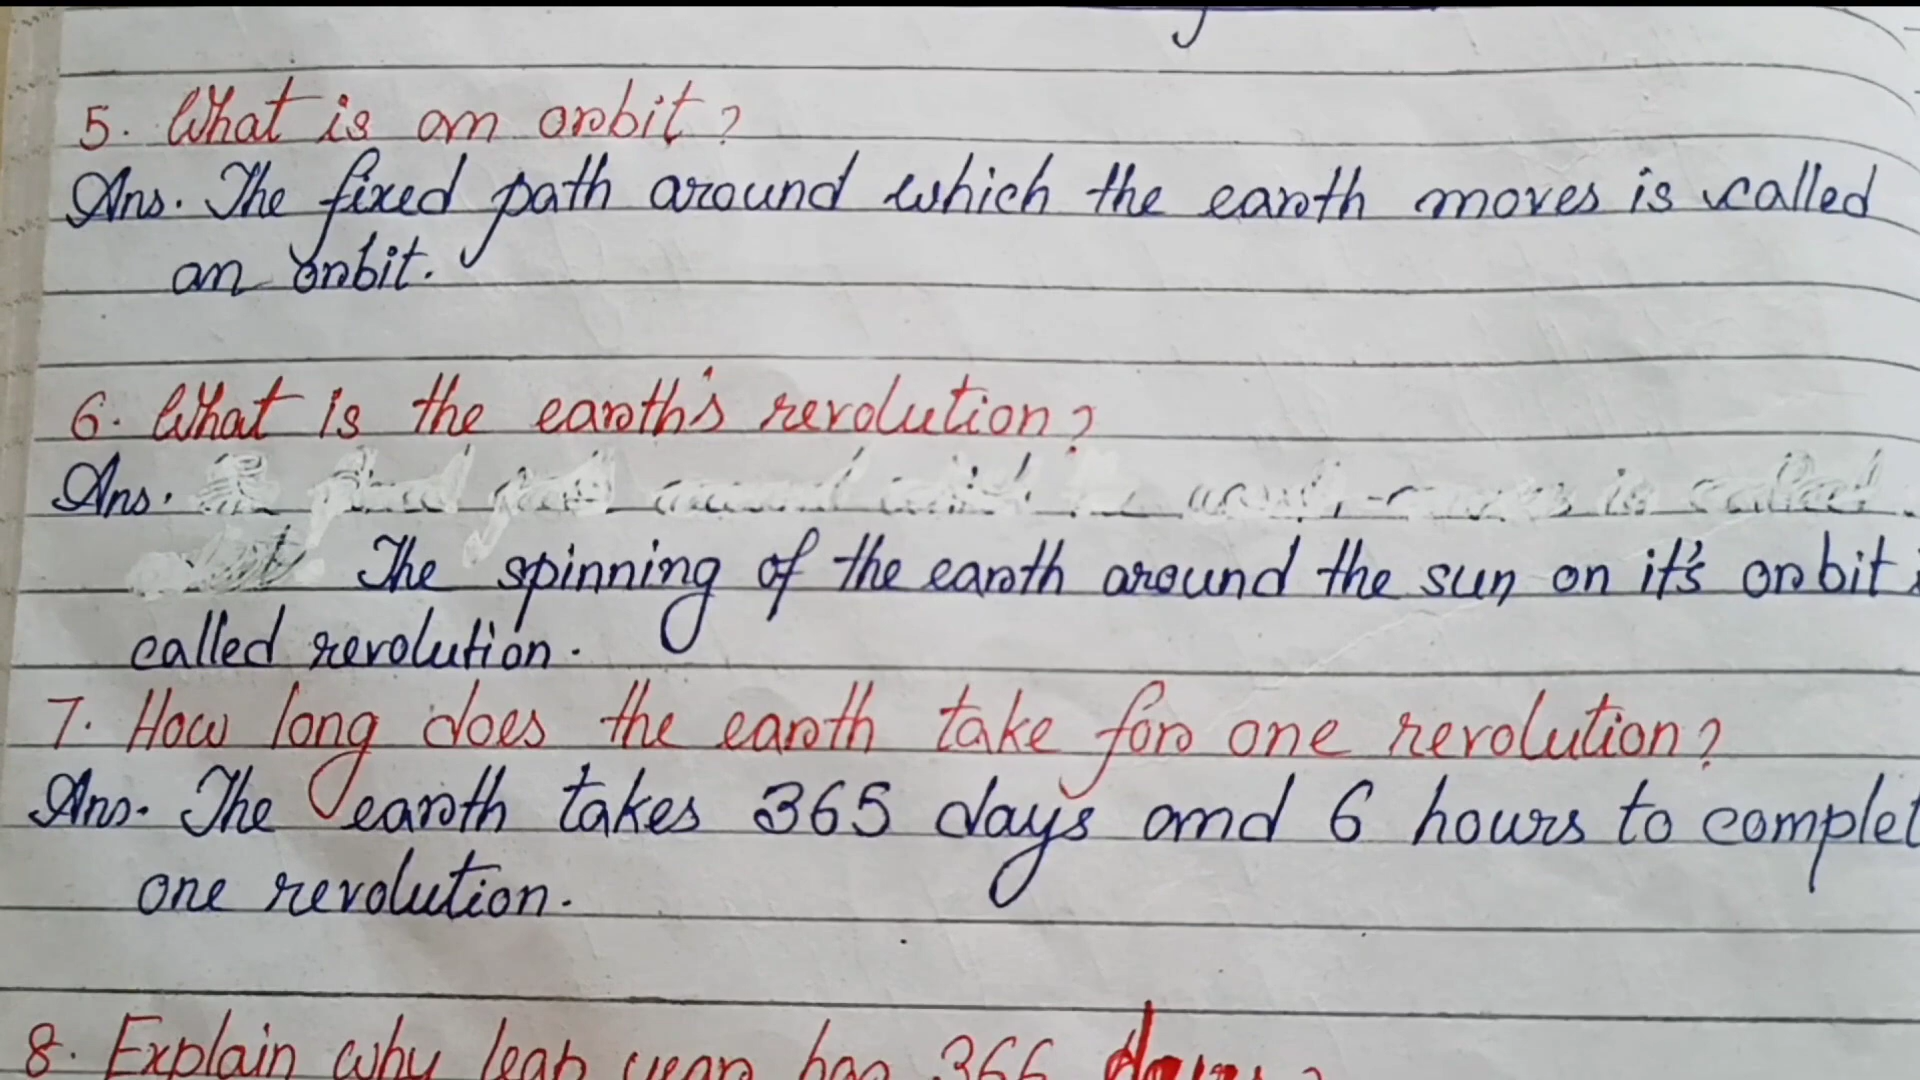 5. What is an orbit?
Ans. The fixed path around which the earth moves is called
an orbit.
6. What is the earth's revolution?
Ans.
The spinning of the earth around the sun on it's orbit
called revolution.
7. How long does the earth take for one revolution?
Ans. The earth takes 365 days and 6 hours to complet
one revolution.
8. Explain why leap year has 366 days?